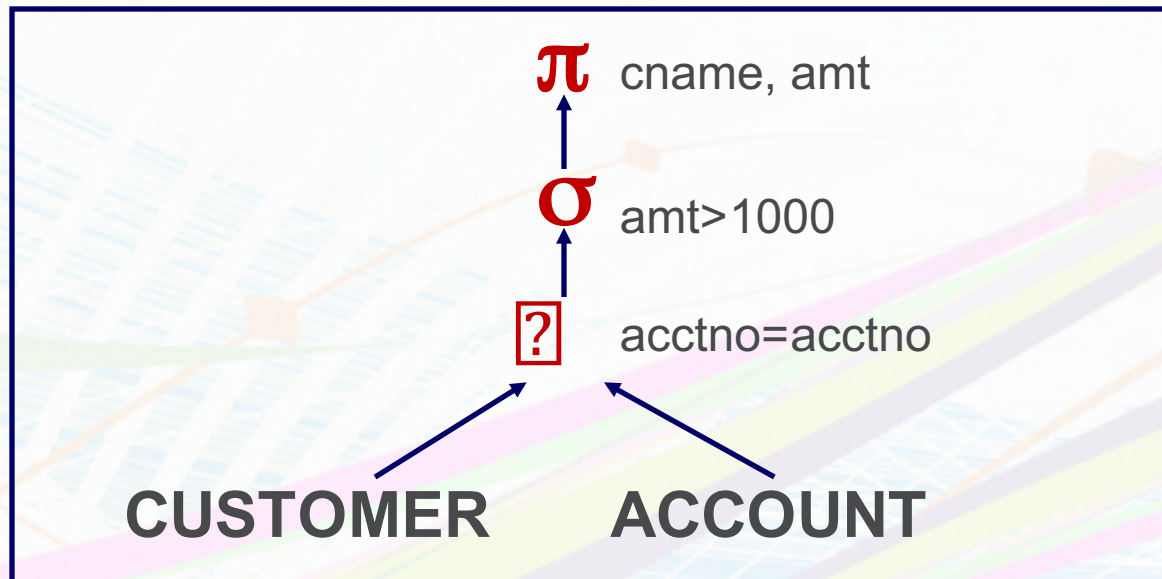 π cname, amt
σ amt>1000
⍰ acctno=acctno
CUSTOMER ACCOUNT